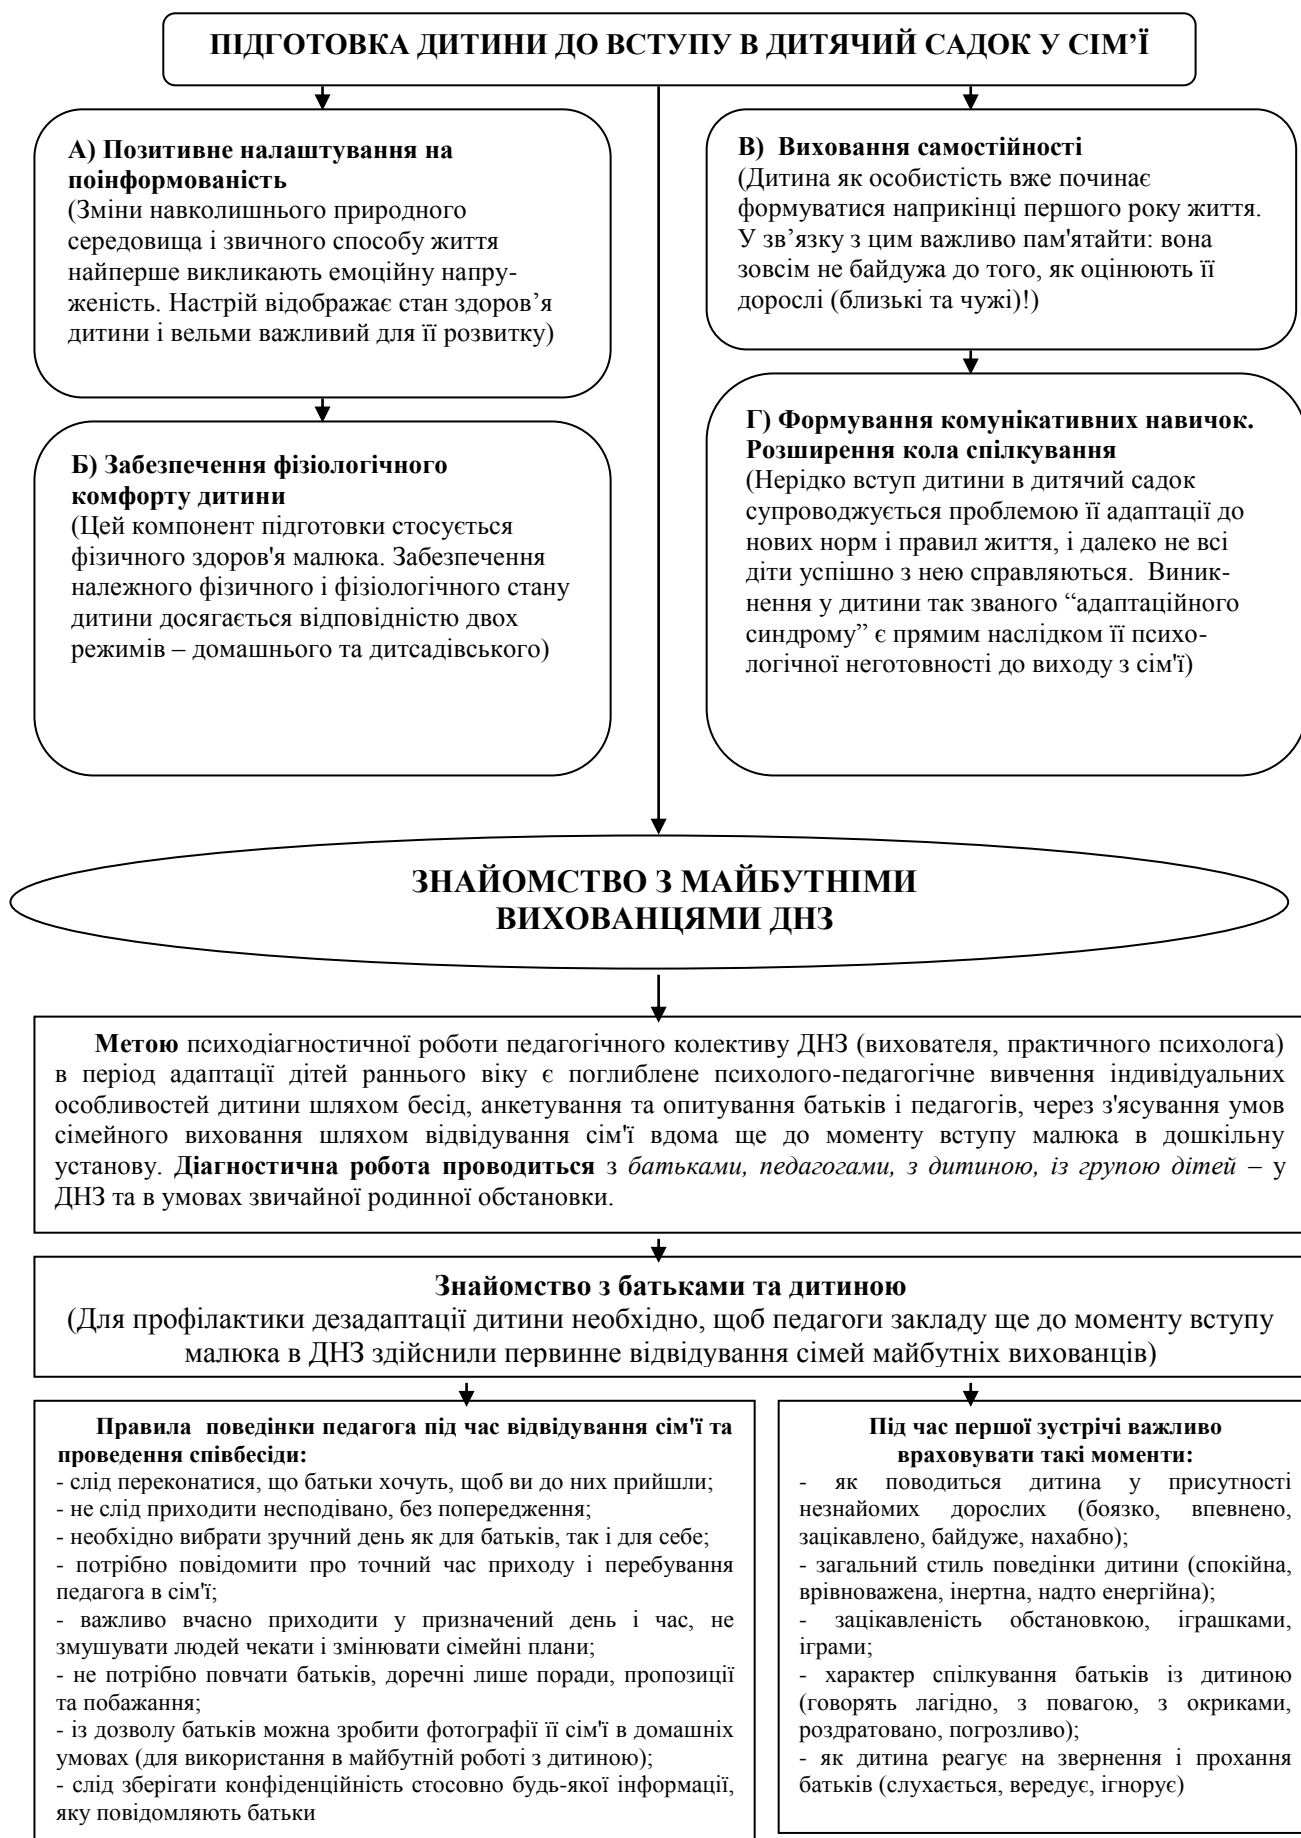 ПІДГОТОВКА ДИТИНИ ДО ВСТУПУ В ДИТЯЧИЙ САДОК У СІМ’Ї
А) Позитивне налаштування на
поінформованість
(Зміни навколишнього природного
середовища і звичного способу життя
найперше викликають емоційну напру-
женість. Настрій відображає стан здоров’я
дитини і вельми важливий для її розвитку)
Б) Забезпечення фізіологічного
комфорту дитини
(Цей компонент підготовки стосується
фізичного здоров'я малюка. Забезпечення
належного фізичного і фізіологічного стану
дитини досягається відповідністю двох
режимів – домашнього та дитсадівського)
В) Виховання самостійності
(Дитина як особистість вже починає
формуватися наприкінці першого року життя.
У зв’язку з цим важливо пам'ятайти: вона
зовсім не байдужа до того, як оцінюють її
дорослі (близькі та чужі)!)
Г) Формування комунікативних навичок.
Розширення кола спілкування
(Нерідко вступ дитини в дитячий садок
супроводжується проблемою її адаптації до
нових норм і правил життя, і далеко не всі
діти успішно з нею справляються. Виник-
нення у дитини так званого “адаптаційного
синдрому” є прямим наслідком її психо-
логічної неготовності до виходу з сім'ї)
ЗНАЙОМСТВО З МАЙБУТНІМИ
ВИХОВАНЦЯМИ ДНЗ
Метою психодіагностичної роботи педагогічного колективу ДНЗ (вихователя, практичного психолога)
в період адаптації дітей раннього віку є поглиблене психолого-педагогічне вивчення індивідуальних
особливостей дитини шляхом бесід, анкетування та опитування батьків і педагогів, через з'ясування умов
сімейного виховання шляхом відвідування сім'ї вдома ще до моменту вступу малюка в дошкільну
установу. Діагностична робота проводиться з батьками, педагогами, з дитиною, із групою дітей – у
ДНЗ та в умовах звичайної родинної обстановки.
Знайомство з батьками та дитиною
(Для профілактики дезадаптації дитини необхідно, щоб педагоги закладу ще до моменту вступу
малюка в ДНЗ здійснили первинне відвідування сімей майбутніх вихованців)
Правила поведінки педагога під час відвідування сім'ї та
проведення співбесіди:
- слід переконатися, що батьки хочуть, щоб ви до них прийшли;
- не слід приходити несподівано, без попередження;
- необхідно вибрати зручний день як для батьків, так і для себе;
- потрібно повідомити про точний час приходу і перебування
педагога в сім'ї;
- важливо вчасно приходити у призначений день і час, не
змушувати людей чекати і змінювати сімейні плани;
- не потрібно повчати батьків, доречні лише поради, пропозиції
та побажання;
- із дозволу батьків можна зробити фотографії її сім'ї в домашніх
умовах (для використання в майбутній роботі з дитиною);
- слід зберігати конфіденційність стосовно будь-якої інформації,
яку повідомляють батьки
Під час першої зустрічі важливо
враховувати такі моменти:
- як поводиться дитина у присутності
незнайомих дорослих (боязко, впевнено,
зацікавлено, байдуже, нахабно);
- загальний стиль поведінки дитини (спокійна,
врівноважена, інертна, надто енергійна);
- зацікавленість обстановкою, іграшками,
іграми;
- характер спілкування батьків із дитиною
(говорять лагідно, з повагою, з окриками,
роздратовано, погрозливо);
- як дитина реагує на звернення і прохання
батьків (слухається, вередує, ігнорує)